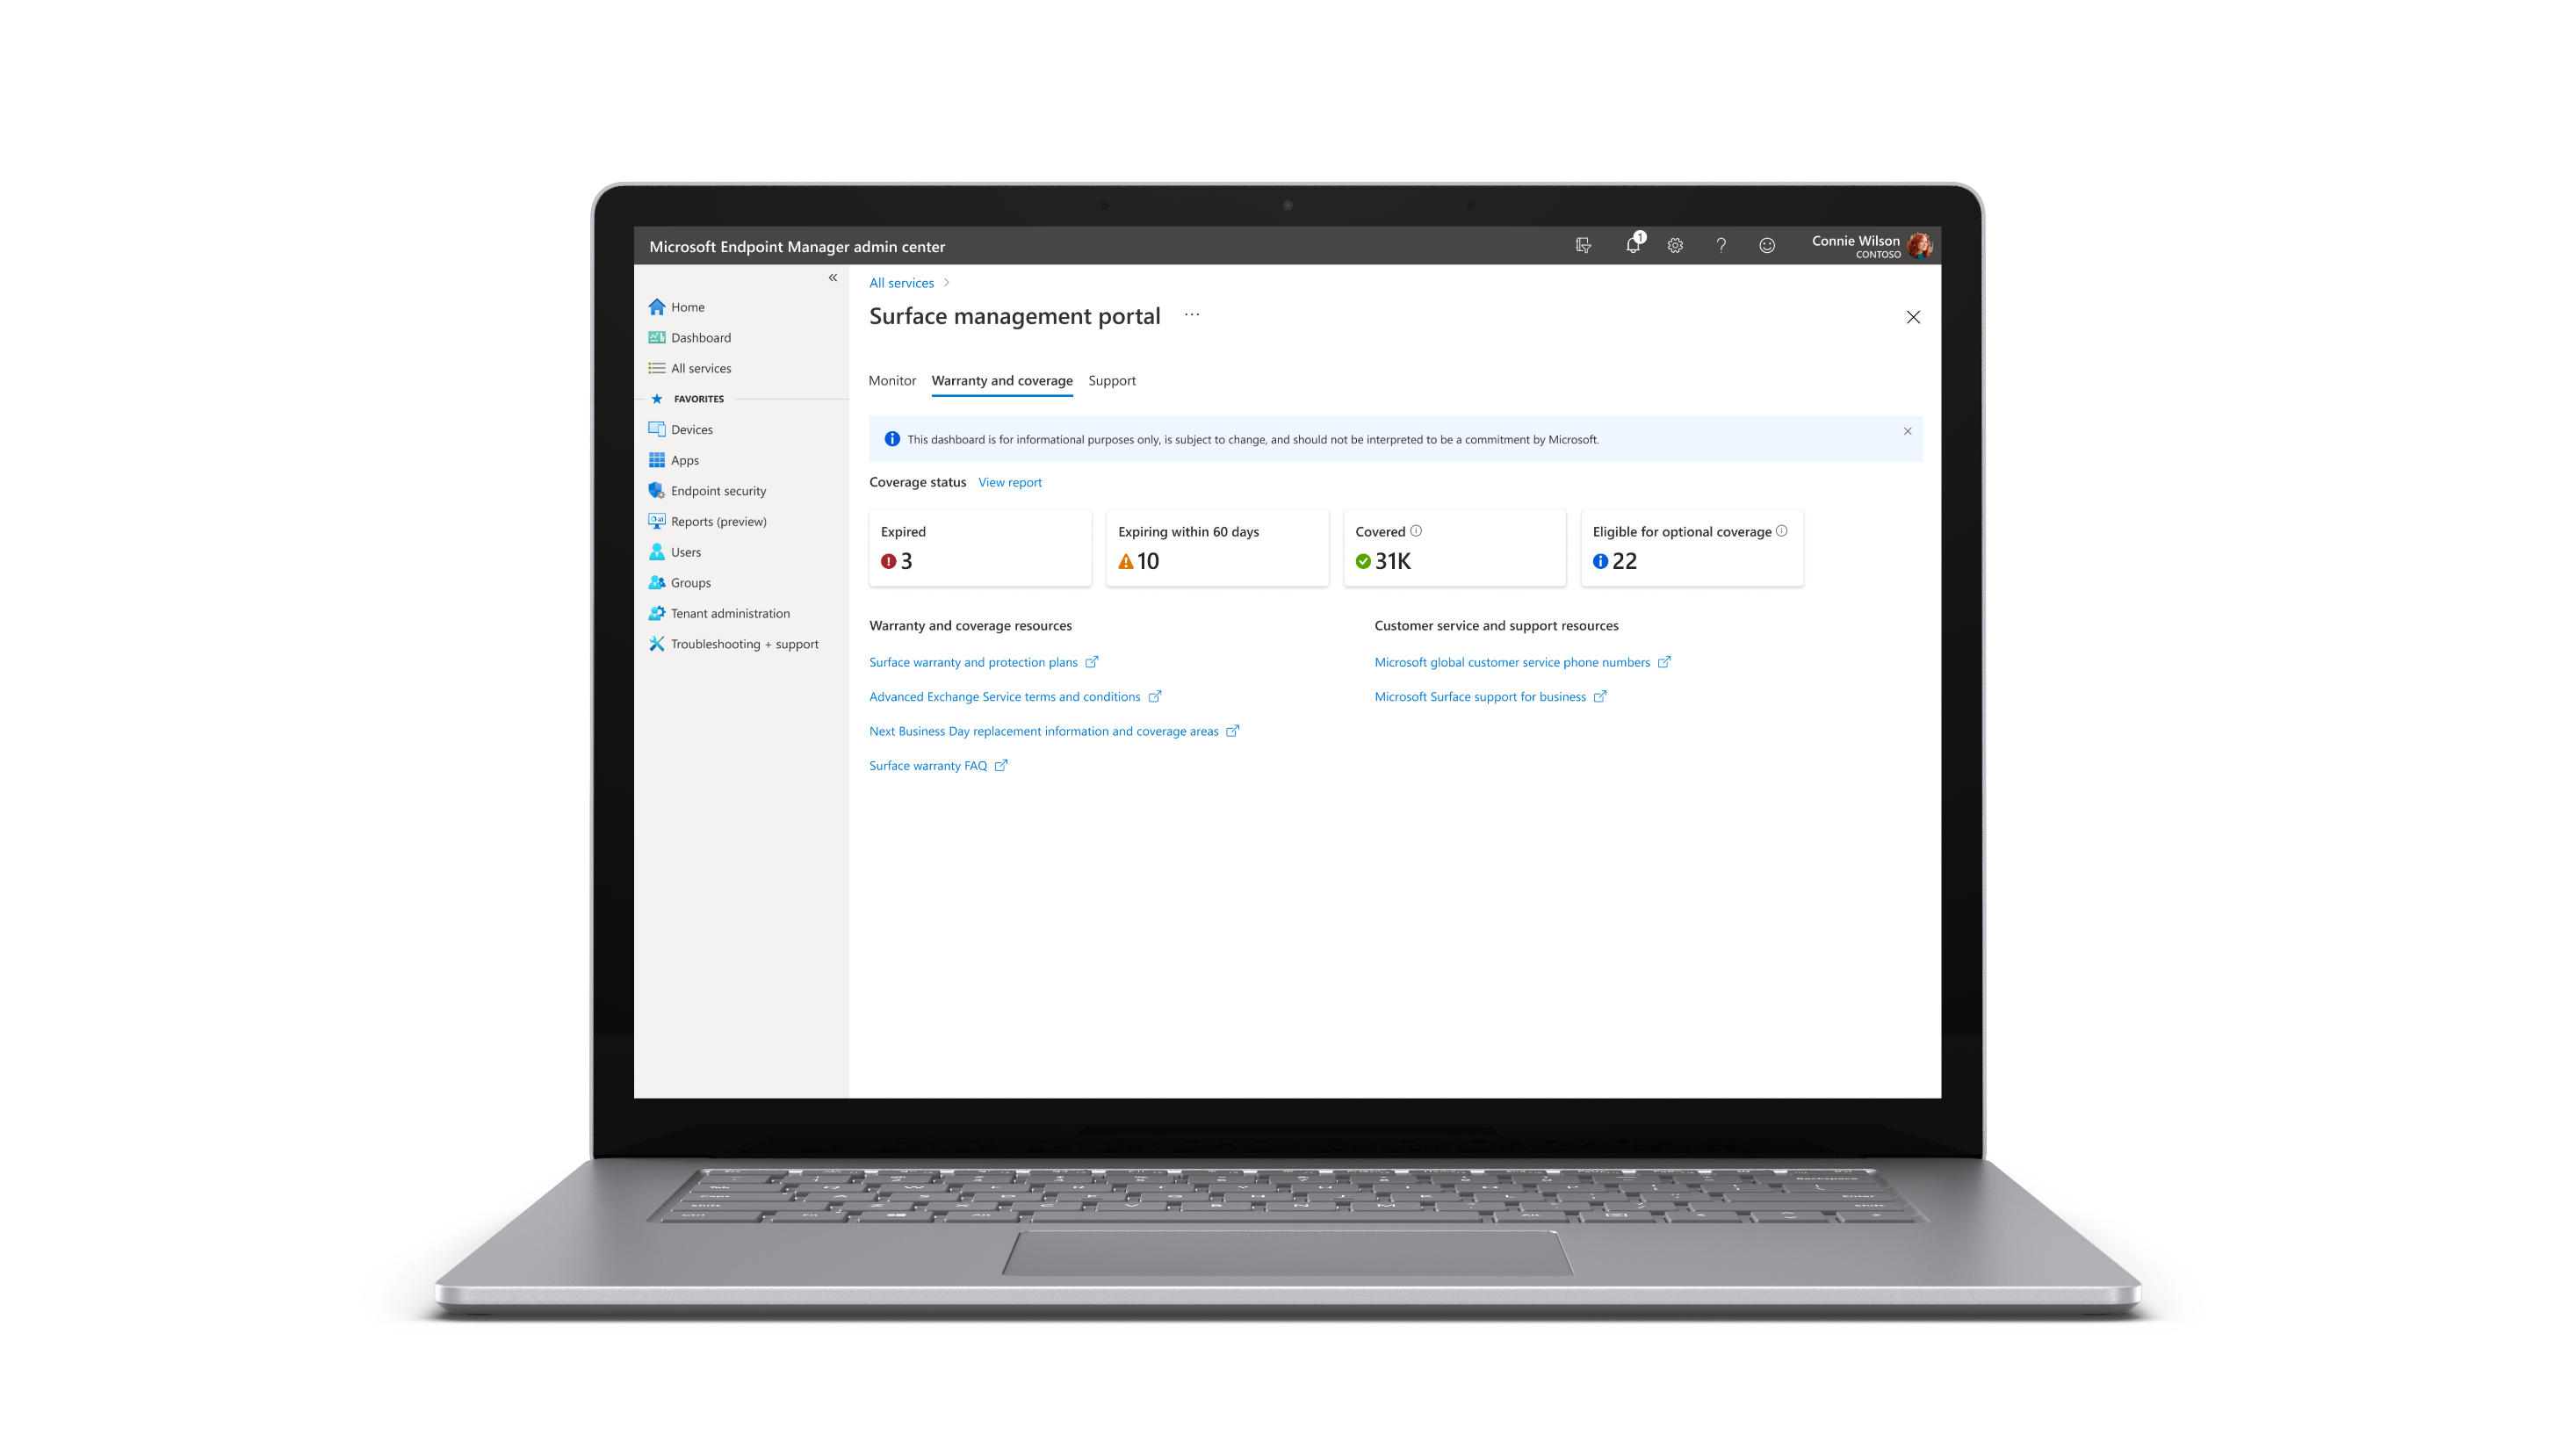 Microsoft Endpoint Manager admin center
1
Connie Wilson
CONTOSO
Home
Dashboard
All services
FAVORITES
Devices
Apps
Endpoint security
Reports (preview)
Users
Groups
Tenant administration
Troubleshooting + support
All services
Surface management portal
Monitor Warranty and coverage Support
This dashboard is for informational purposes only, is subject to change, and should not be interpreted to be a commitment by Microsoft.
Coverage status View report
Expired
3
Expiring within 60 days
10
Covered
31K
Eligible for optional coverage
22
Warranty and coverage resources
Surface warranty and protection plans
Advanced Exchange Service terms and conditions
Next Business Day replacement information and coverage areas
Surface warranty FAQ
Customer service and support resources
Microsoft global customer service phone numbers
Microsoft Surface support for business